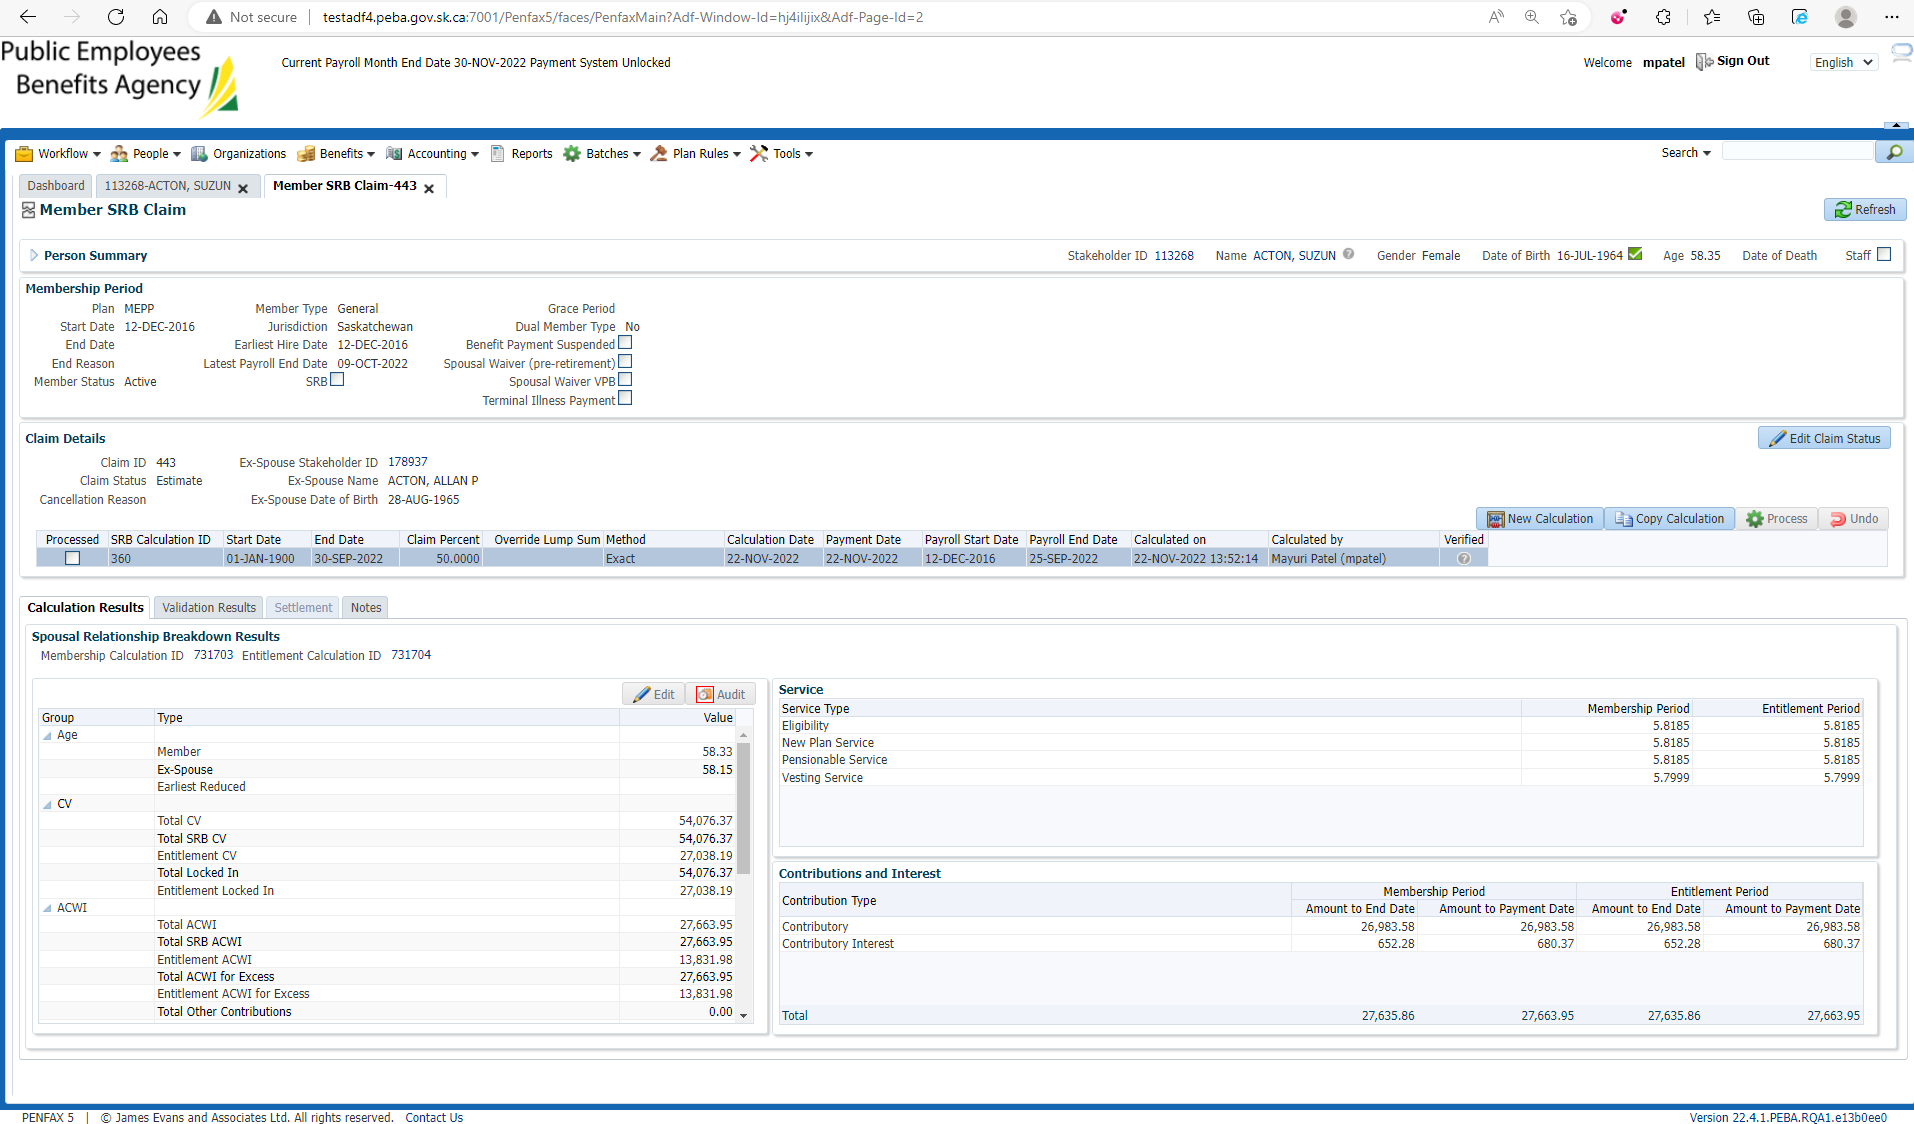 Not secure | testadf4.peba.gov.sk.ca:7001/Penfax5/faces/PenfaxMain?Adf-Window-Id=hj4ilijix&Adf-Page-Id=2
Public Employees
Benefits Agency
Current Payroll Month End Date 30-NOV-2022 Payment System Unlocked
Welcome mpatel Sign Out English
Workflow People Organizations Benefits Accounting Reports Batches Plan Rules Tools Search
Dashboard 113268-ACTON, SUZUN Member SRB Claim-443
Member SRB Claim Refresh
Person Summary Stakeholder ID 113268 Name ACTON, SUZUN Gender Female Date of Birth 16-JUL-1964 Age 58.35 Date of Death Staff
Membership Period
Plan MEPP Member Type General Grace Period
Start Date 12-DEC-2016 Jurisdiction Saskatchewan Dual Member Type No
End Date Earliest Hire Date 12-DEC-2016 Benefit Payment Suspended
End Reason Latest Payroll End Date 09-OCT-2022 Spousal Waiver (pre-retirement)
Member Status Active SRB Spousal Waiver VPB
Terminal Illness Payment
Claim Details Edit Claim Status
Claim ID 443 Ex-Spouse Stakeholder ID 178937
Claim Status Estimate Ex-Spouse Name ACTON, ALLAN P
Cancellation Reason Ex-Spouse Date of Birth 28-AUG-1965
New Calculation Copy Calculation Process Undo
Processed SRB Calculation ID Start Date End Date Claim Percent Override Lump Sum Method Calculation Date Payment Date Payroll Start Date Payroll End Date Calculated on Calculated by Verified
360 01-JAN-1900 30-SEP-2022 50.0000 Exact 22-NOV-2022 22-NOV-2022 12-DEC-2016 25-SEP-2022 22-NOV-2022 13:52:14 Mayuri Patel (mpatel)
Calculation Results Validation Results Settlement Notes
Spousal Relationship Breakdown Results
Membership Calculation ID 731703 Entitlement Calculation ID 731704
Edit Audit
Group Type Value
Age
Member 58.33
Ex-Spouse 58.15
Earliest Reduced
CV
Total CV 54,076.37
Total SRB CV 54,076.37
Entitlement CV 27,038.19
Total Locked In 54,076.37
Entitlement Locked In 27,038.19
ACWI
Total ACWI 27,663.95
Total SRB ACWI 27,663.95
Entitlement ACWI 13,831.98
Total ACWI for Excess 27,663.95
Entitlement ACWI for Excess 13,831.98
Total Other Contributions 0.00
Service
Service Type Membership Period Entitlement Period
Eligibility 5.8185 5.8185
New Plan Service 5.8185 5.8185
Pensionable Service 5.8185 5.8185
Vesting Service 5.7999 5.7999
Contributions and Interest
Contribution Type Membership Period Entitlement Period
Amount to End Date Amount to Payment Date Amount to End Date Amount to Payment Date
Contributory 26,983.58 26,983.58 26,983.58 26,983.58
Contributory Interest 652.28 680.37 652.28 680.37
Total 27,635.86 27,663.95 27,635.86 27,663.95
PENFAX 5 | © James Evans and Associates Ltd. All rights reserved. Contact Us Version 22.4.1.PEBA.RQA1.e13b0ee0